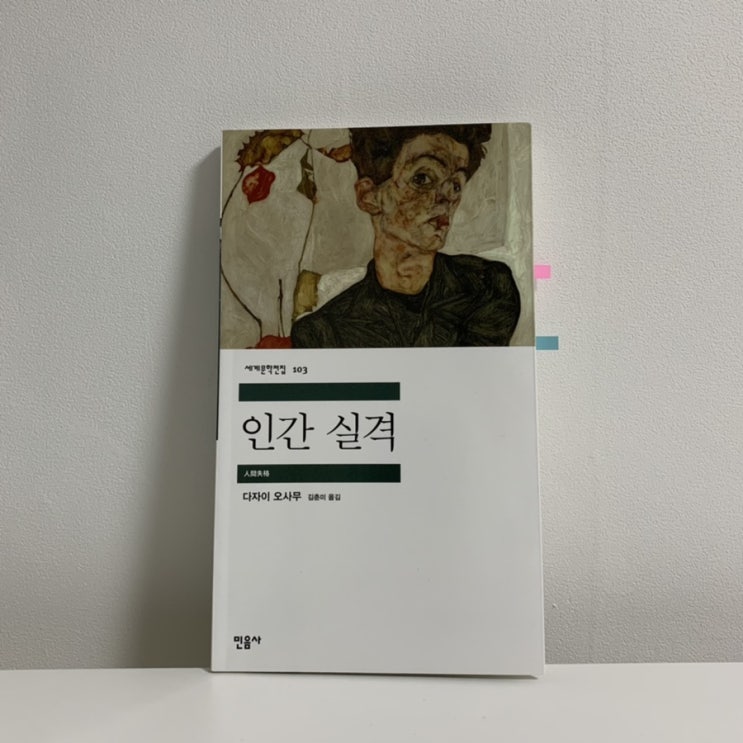 세계문학전집 103
인간 실격
人間失格
다자이 오사무 김춘미 옮김
민음사